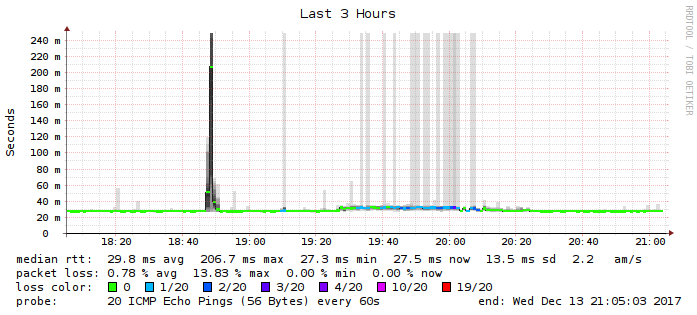 Last 3 Hours
RRDTOOL / TOBI OETIKER
Seconds
240 m
220 m
200 m
180 m
160 m
140 m
120 m
100 m
80 m
60 m
40 m
20 m
0
18:20 18:40 19:00 19:20 19:40 20:00 20:20 20:40 21:00
median rtt: 29.8 ms avg 206.7 ms max 27.3 ms min 27.5 ms now 13.5 ms sd 2.2 am/s
packet loss: 0.78 % avg 13.83 % max 0.00 % min 0.00 % now
loss color: 0 1/20 2/20 3/20 4/20 10/20 19/20
probe: 20 ICMP Echo Pings (56 Bytes) every 60s end: Wed Dec 13 21:05:03 2017